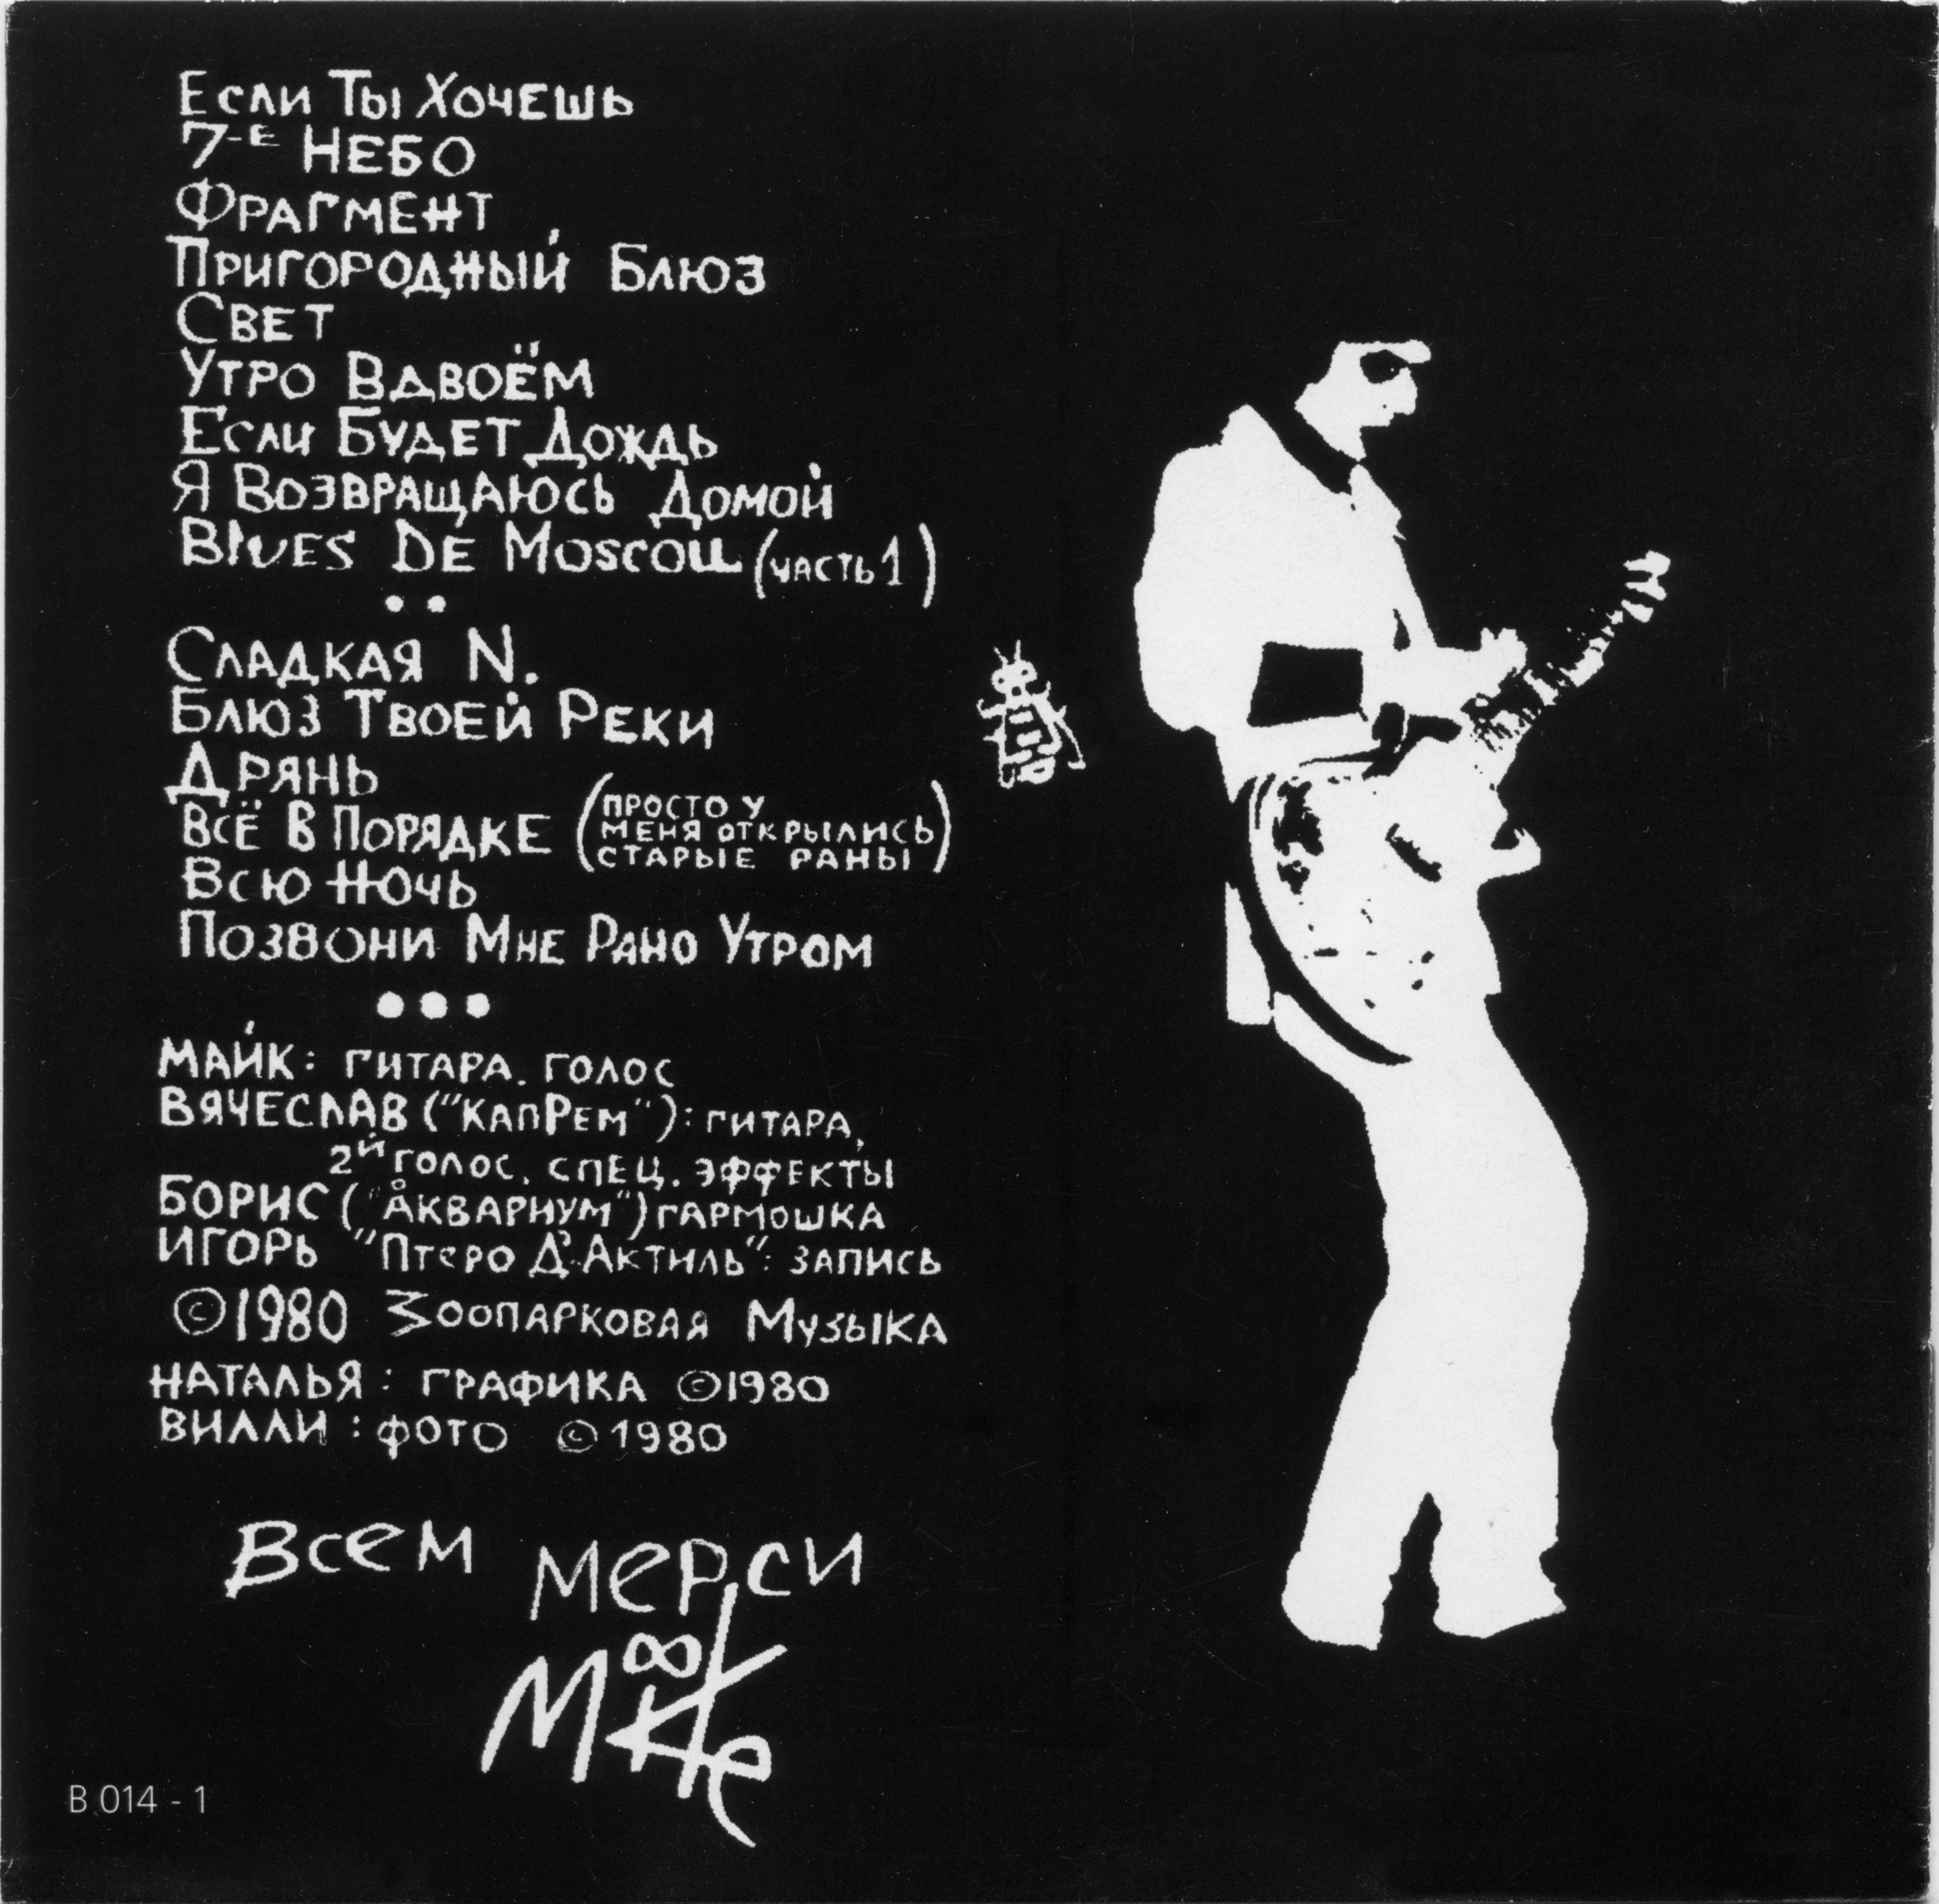 Если Ты Хочешь
7-е Небо
Фрагмент
Пригородный Блюз
Свет
Утро Вдвоём
Если Будет Дождь
Я Возвращаюсь Домой
Blues De Moscou (часть 1)
Сладкая N.
Блюз Твоей Реки
Дрянь
Всё в Порядке (просто у
меня открылись
старые раны)
Всю Ночь
Позвони Мне Рано Утром
Майк: гитара. голос
Вячеслав ("КапРем"): гитара,
2й голос, спец. эффекты
Борис ("Аквариум") гармошка
Игорь "Птеро Д'Актиль": запись
©1980 Зоопарковая Музыка
Наталья: графика ©1980
Вилли: фото ©1980
Всем мерси
Mike
B 014 - 1